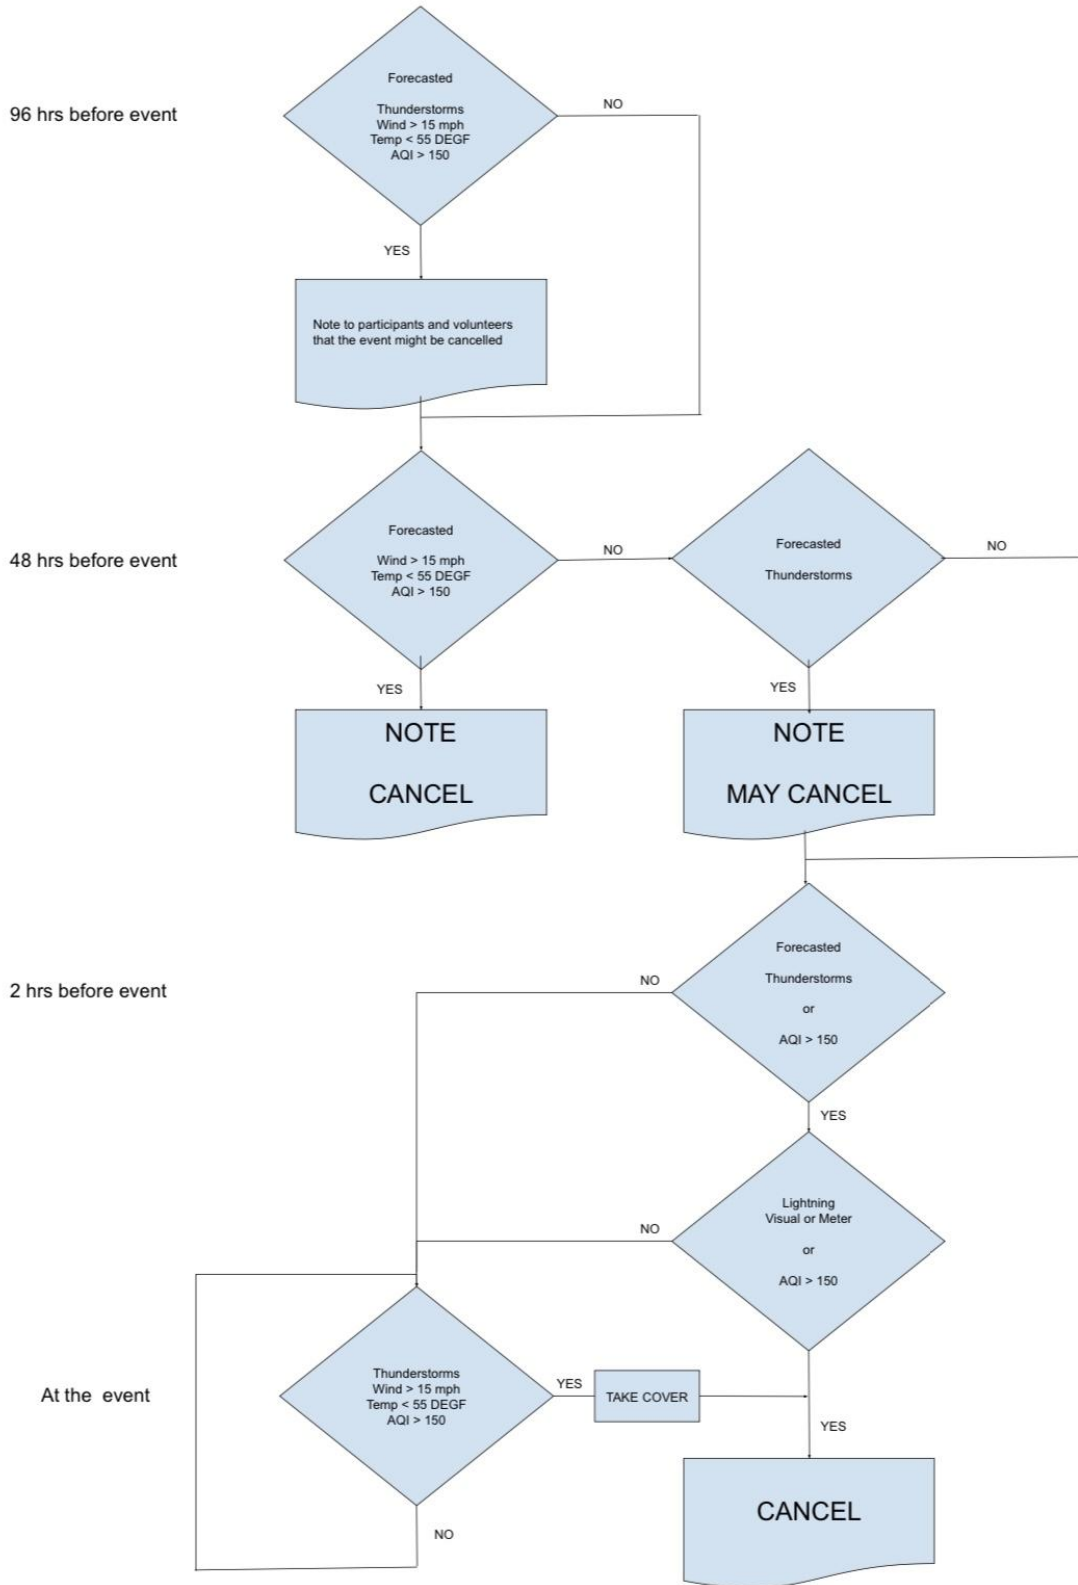 96 hrs before event
Forecasted
Thunderstorms
Wind > 15 mph
Temp < 55 DEGF
AQI > 150
NO
YES
Note to participants and volunteers
that the event might be cancelled
48 hrs before event
Forecasted
Wind > 15 mph
Temp < 55 DEGF
AQI > 150
NO
Forecasted
Thunderstorms
NO
YES
YES
NOTE
CANCEL
NOTE
MAY CANCEL
2 hrs before event
NO
Forecasted
Thunderstorms
or
AQI > 150
YES
NO
Lightning
Visual or Meter
or
AQI > 150
At the  event
Thunderstorms
Wind > 15 mph
Temp < 55 DEGF
AQI > 150
YES
TAKE COVER
YES
NO
CANCEL